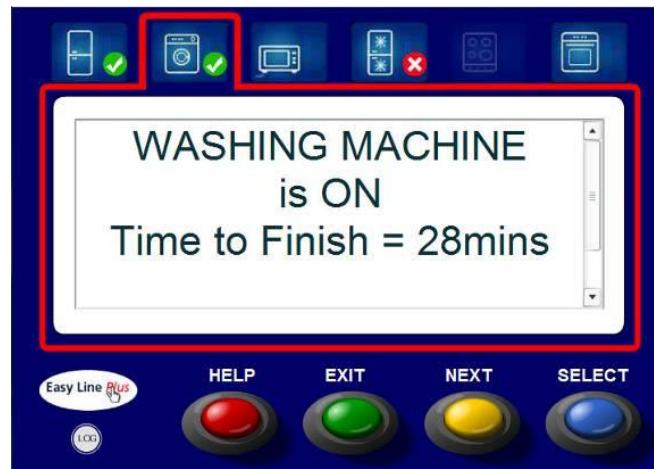 WASHING MACHINE
is ON
Time to Finish = 28mins
HELP EXIT NEXT SELECT
Easy Line Plus
LOG